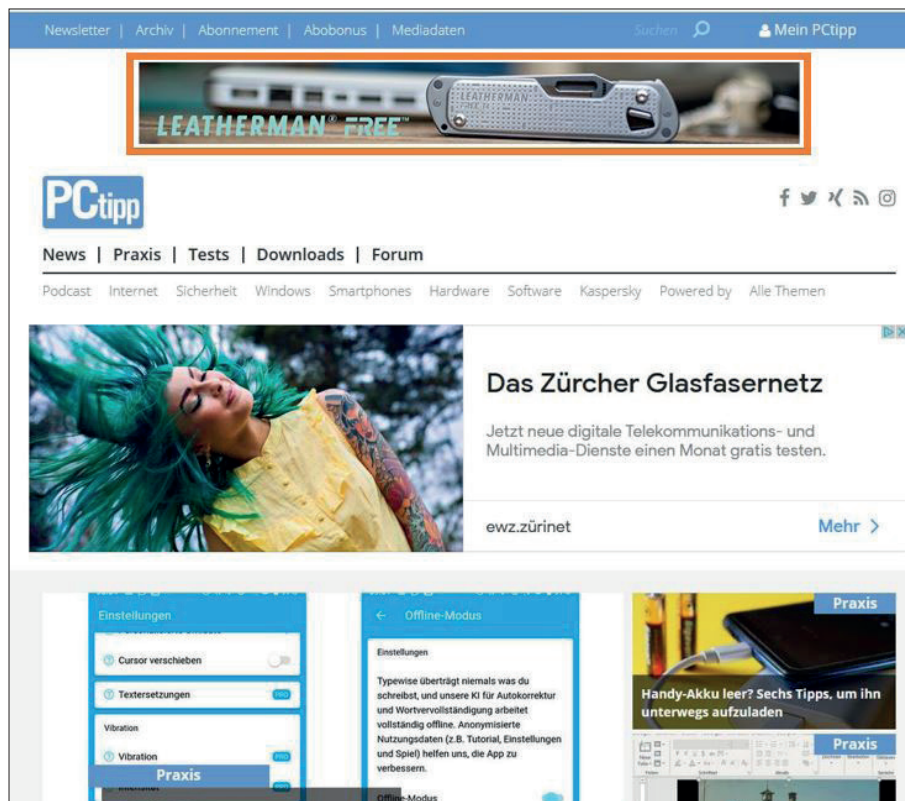 Newsletter | Archiv | Abonnement | Abobonus | Mediadaten
Suchen
Mein PCtipp
LEATHERMAN® FREE™
LEATHERMAN
PCtipp
News | Praxis | Tests | Downloads | Forum
Podcast Internet Sicherheit Windows Smartphones Hardware Software Kaspersky Powered by Alle Themen
Das Zürcher Glasfasernetz
Jetzt neue digitale Telekommunikations- und
Multimedia-Dienste einen Monat gratis testen.
ewz.zürinet
Mehr >
Einstellungen
Cursor verschieben
Textersetzungen PRO
Vibration
Vibration PRO
Praxis
Offline-Modus
Einstellungen
Typewise überträgt niemals was du
schreibst, und unsere KI für Autokorrektur
und Wortvervollständigung arbeitet
vollständig offline. Anonymisierte
Nutzungsdaten (z.B. Tutorial, Einstellungen
und Spiel) helfen uns, die App zu
verbessern.
Offline-Modus
Praxis
Handy-Akku leer? Sechs Tipps, um ihn
unterwegs aufzuladen
Praxis